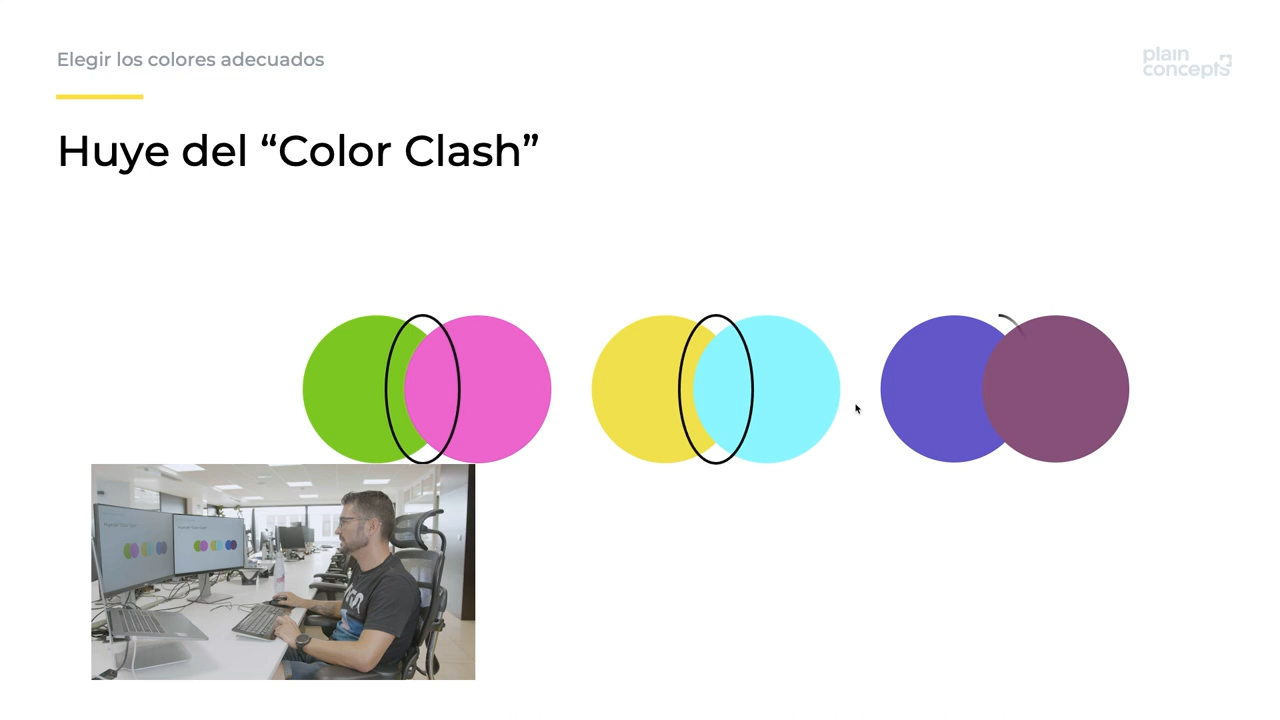 Elegir los colores adecuados
plain
concepts
Huye del “Color Clash”